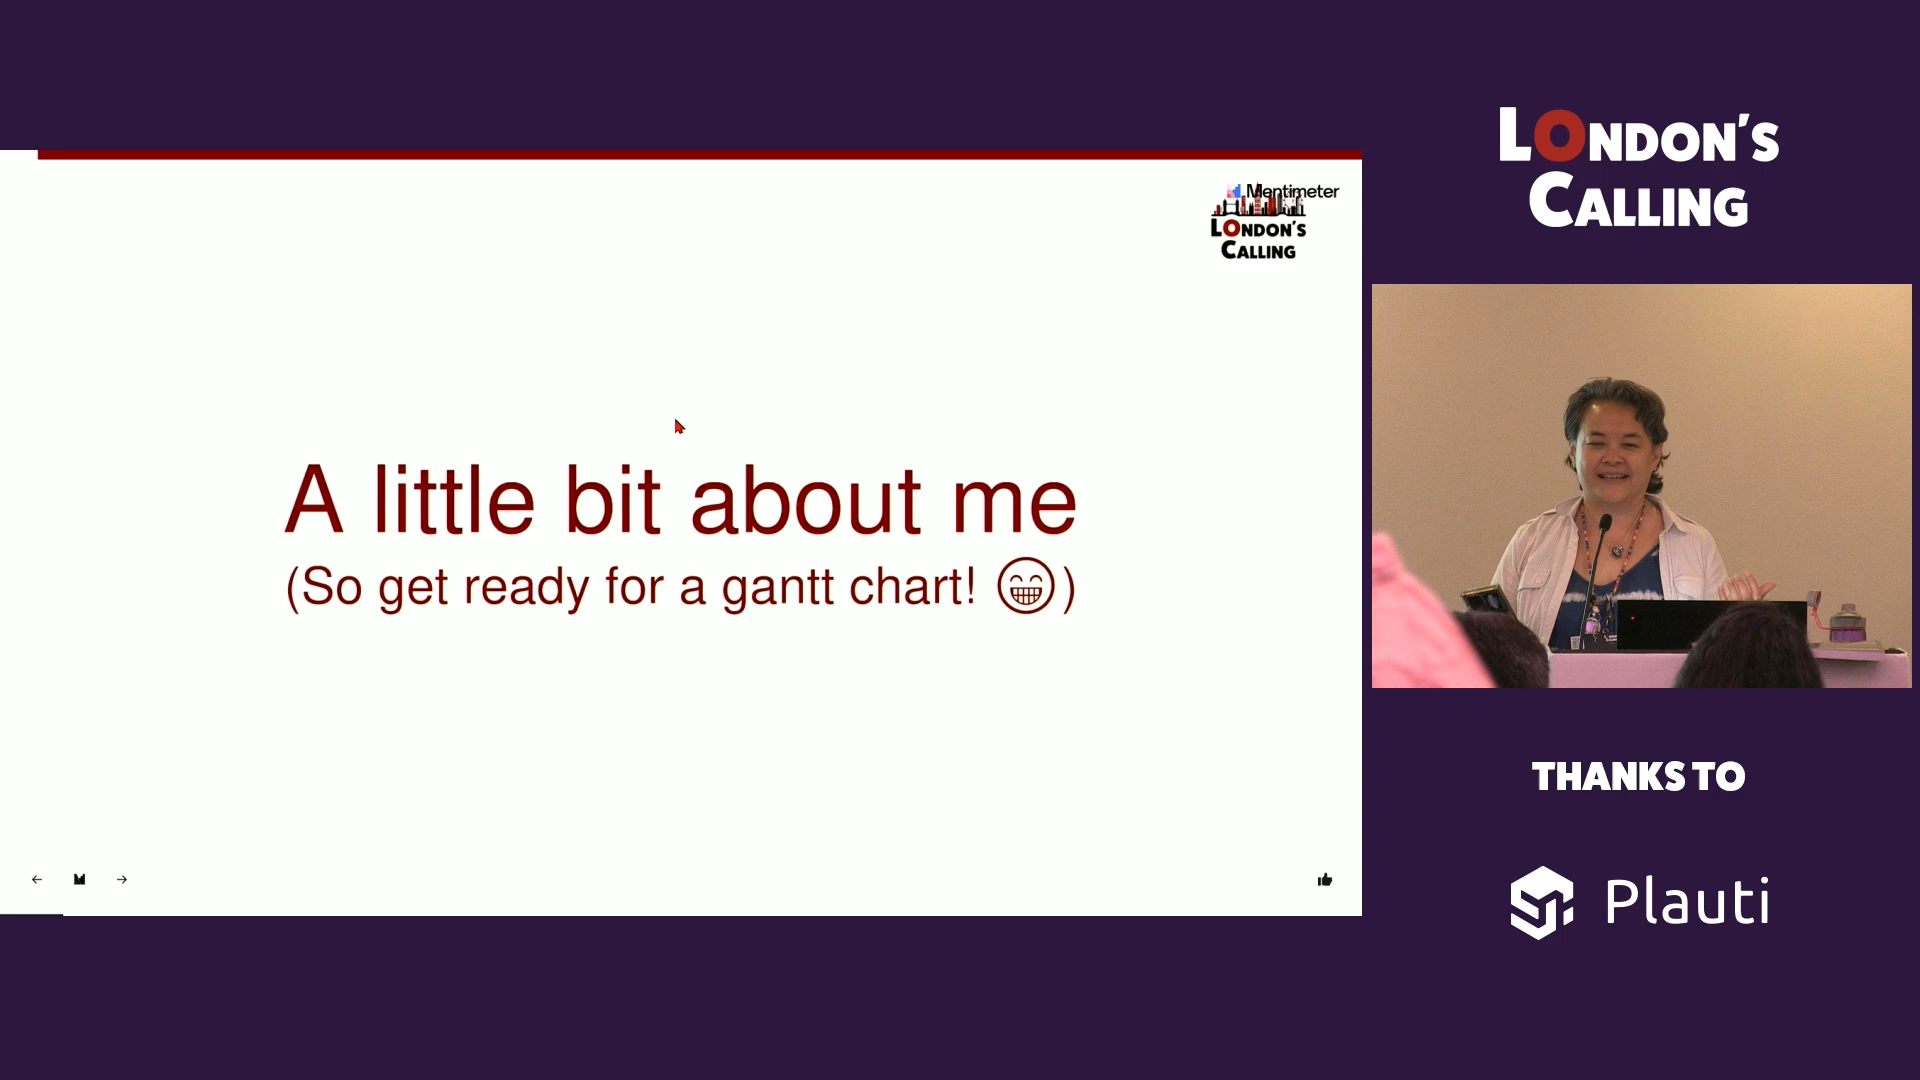 Mentimeter
LONDON'S
CALLING
A little bit about me
(So get ready for a gantt chart! 😁)
LONDON'S
CALLING
THANKS TO
Plauti